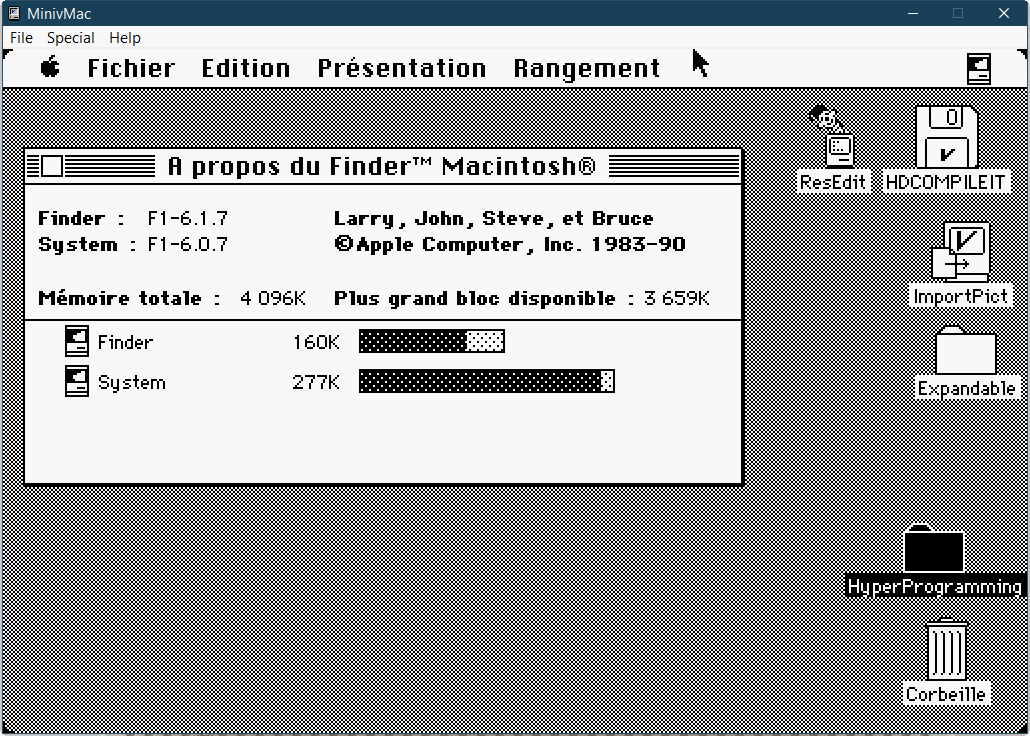 MinivMac
File Special Help
Fichier Edition Présentation Rangement
A propos du Finder™ Macintosh®
Finder : F1-6.1.7 Larry, John, Steve, et Bruce
System : F1-6.0.7 ©Apple Computer, Inc. 1983-90
Mémoire totale : 4 096K Plus grand bloc disponible : 3 659K
Finder 160K
System 277K
ResEdit
HDCOMPILEIT
ImportPict
Expandable
HyperProgramming
Corbeille